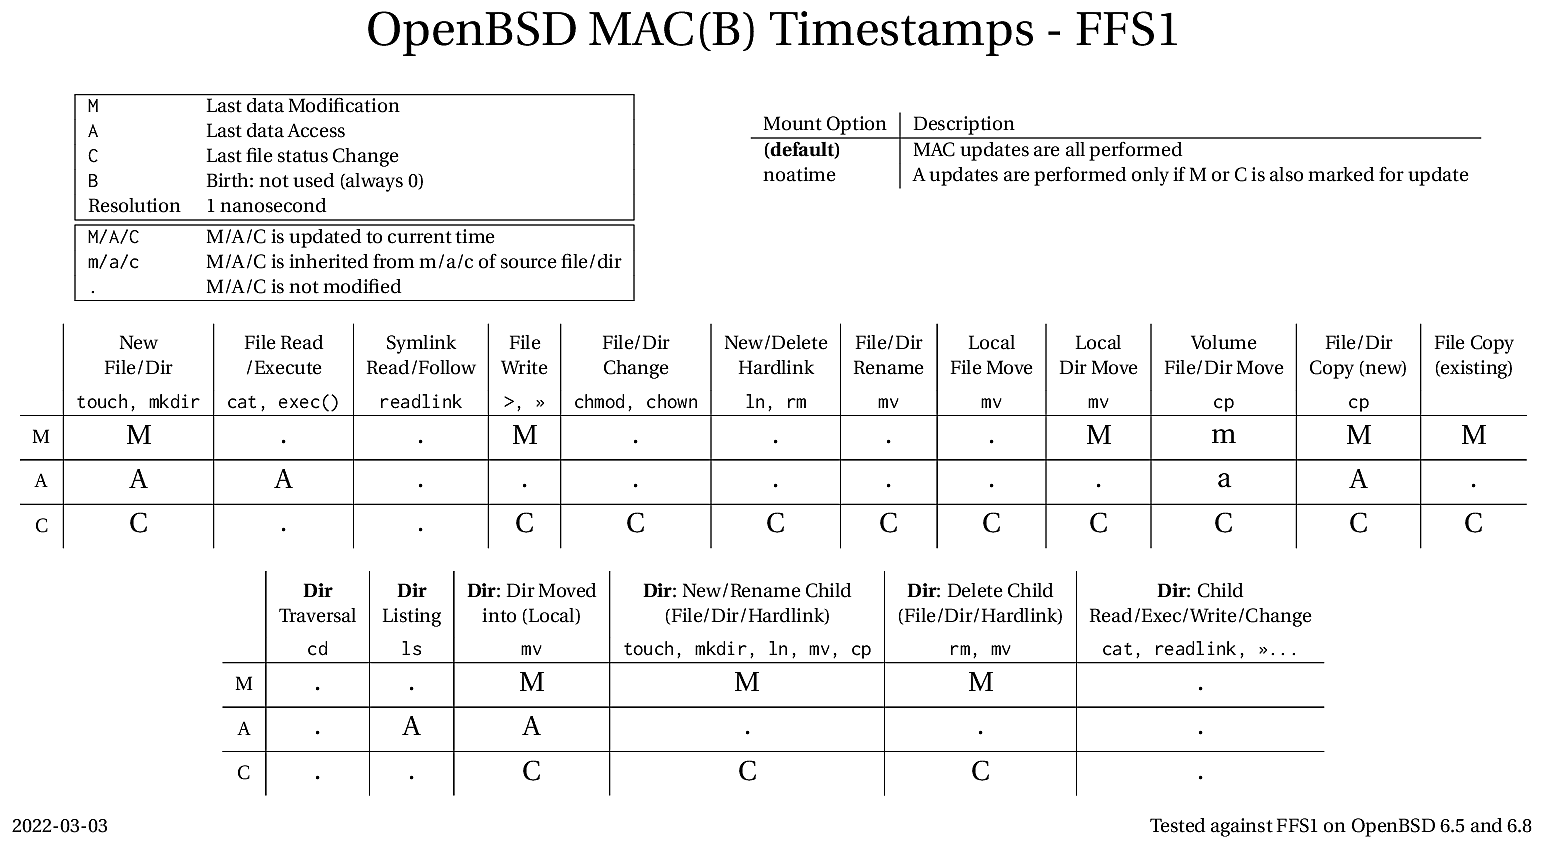 OpenBSD MAC(B) Timestamps - FFS1
M Last data Modification
A Last data Access
C Last file status Change
B Birth: not used (always 0)
Resolution 1 nanosecond
M/A/C M/A/C is updated to current time
m/a/c M/A/C is inherited from m/a/c of source file/dir
. M/A/C is not modified
Mount Option Description
(default) MAC updates are all performed
noatime A updates are performed only if M or C is also marked for update
New File Read Symlink File File/Dir New/Delete File/Dir Local Local Volume File/Dir File Copy
File/Dir /Execute Read/Follow Write Change Hardlink Rename File Move Dir Move File/Dir Move Copy (new) (existing)
touch, mkdir cat, exec() readlink >, » chmod, chown ln, rm mv mv mv cp cp
M M . . M . . . . M m M M
A A A . . . . . . . a A .
C C . . C C C C C C C C C
Dir Dir Dir: Dir Moved Dir: New/Rename Child Dir: Delete Child Dir: Child
Traversal Listing into (Local) (File/Dir/Hardlink) (File/Dir/Hardlink) Read/Exec/Write/Change
cd ls mv touch, mkdir, ln, mv, cp rm, mv cat, readlink, »...
M . . M M M .
A . A A . . .
C . . C C C .
2022-03-03
Tested against FFS1 on OpenBSD 6.5 and 6.8